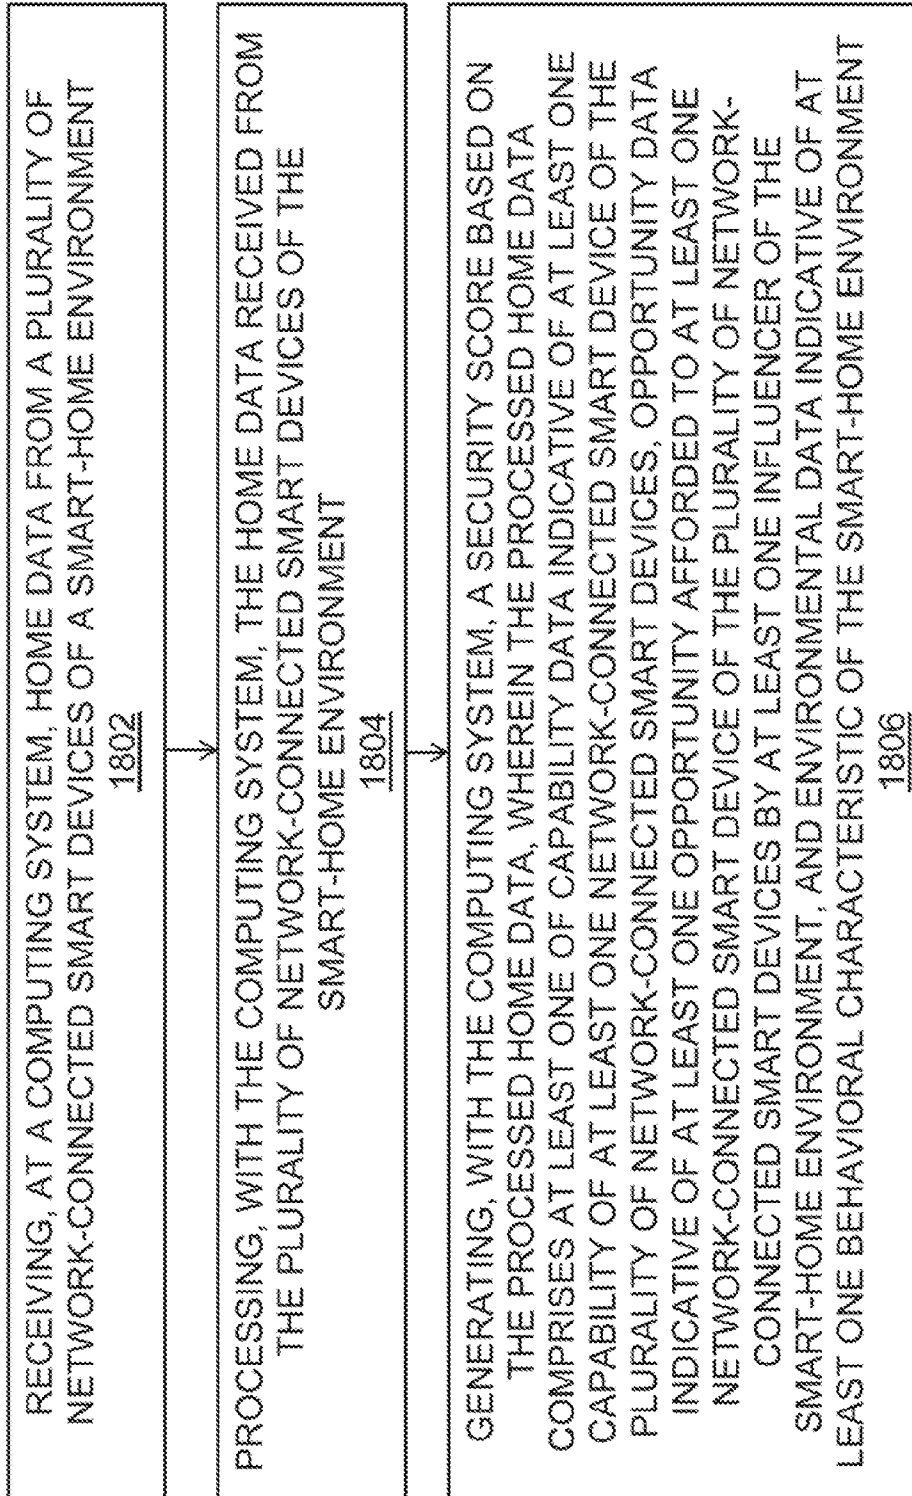 RECEIVING, AT A COMPUTING SYSTEM, HOME DATA FROM A PLURALITY OF
NETWORK-CONNECTED SMART DEVICES OF A SMART-HOME ENVIRONMENT
1802
PROCESSING, WITH THE COMPUTING SYSTEM, THE HOME DATA RECEIVED FROM
THE PLURALITY OF NETWORK-CONNECTED SMART DEVICES OF THE
SMART-HOME ENVIRONMENT
1804
GENERATING, WITH THE COMPUTING SYSTEM, A SECURITY SCORE BASED ON
THE PROCESSED HOME DATA, WHEREIN THE PROCESSED HOME DATA
COMPRISES AT LEAST ONE OF CAPABILITY DATA INDICATIVE OF AT LEAST ONE
CAPABILITY OF AT LEAST ONE NETWORK-CONNECTED SMART DEVICE OF THE
PLURALITY OF NETWORK-CONNECTED SMART DEVICES, OPPORTUNITY DATA
INDICATIVE OF AT LEAST ONE OPPORTUNITY AFFORDED TO AT LEAST ONE
NETWORK-CONNECTED SMART DEVICE OF THE PLURALITY OF NETWORK-
CONNECTED SMART DEVICES BY AT LEAST ONE INFLUENCER OF THE
SMART-HOME ENVIRONMENT, AND ENVIRONMENTAL DATA INDICATIVE OF AT
LEAST ONE BEHAVIORAL CHARACTERISTIC OF THE SMART-HOME ENVIRONMENT
1806